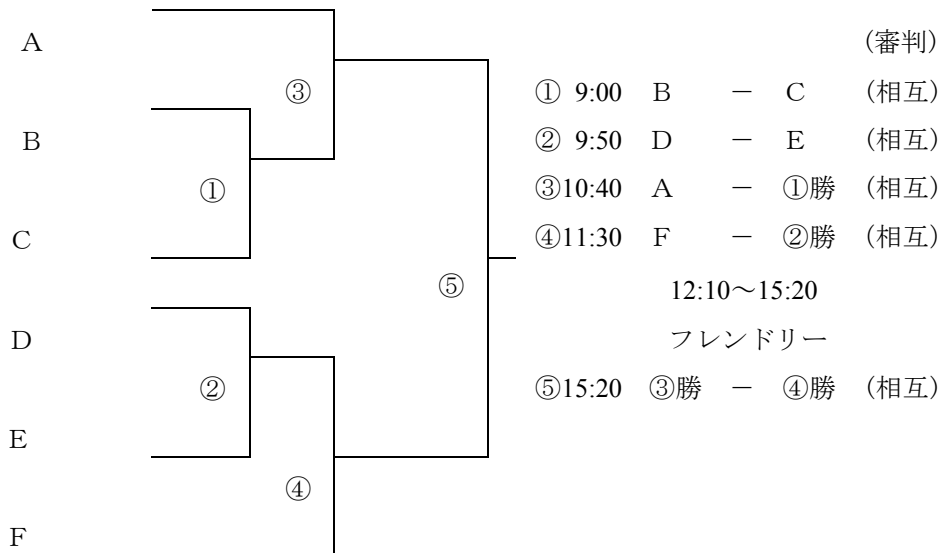 A
B
C
D
E
F
③
①
②
④
⑤
(審判)
① 9:00 B － C (相互)
② 9:50 D － E (相互)
③10:40 A － ①勝 (相互)
④11:30 F － ②勝 (相互)
12:10～15:20
フレンドリー
⑤15:20 ③勝 － ④勝 (相互)